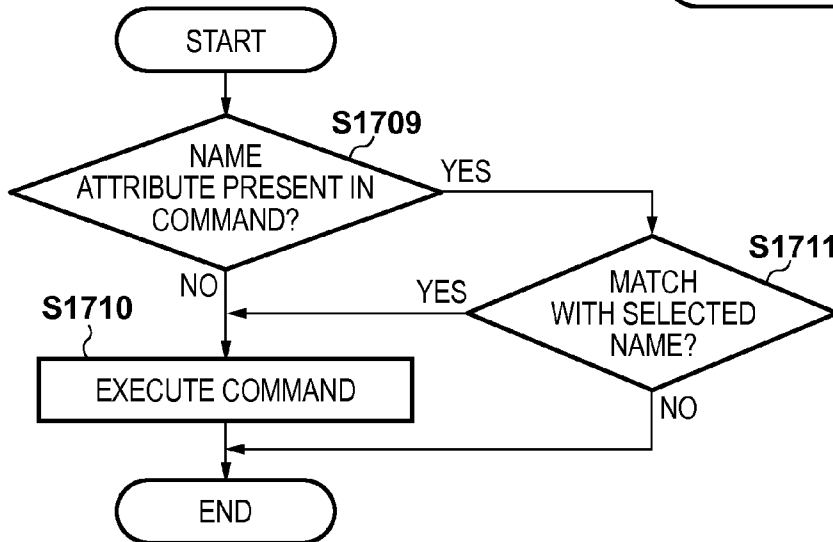 START
S1709
NAME
ATTRIBUTE PRESENT IN
COMMAND?
YES
NO
S1711
MATCH
WITH SELECTED
NAME?
YES
NO
S1710
EXECUTE COMMAND
END